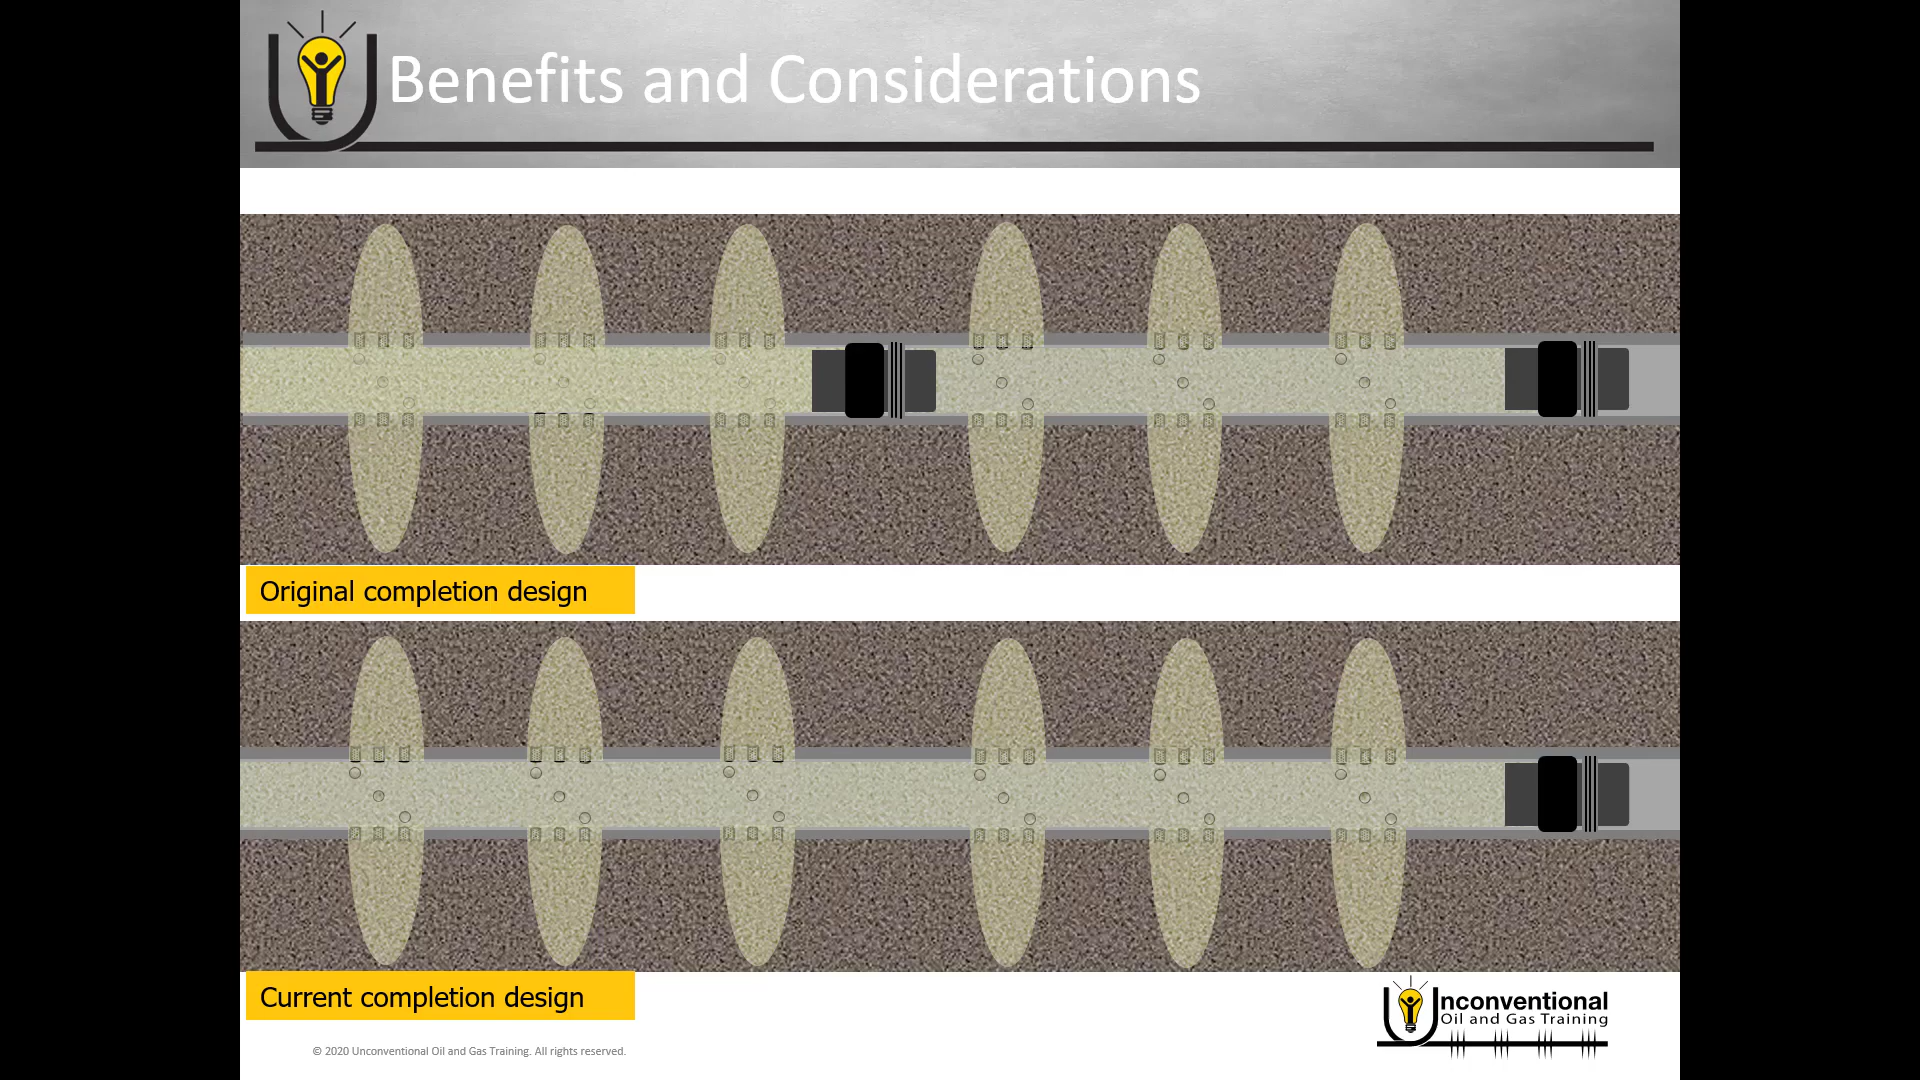 Benefits and Considerations
Original completion design
Current completion design
nconventional
Oil and Gas Training
© 2020 Unconventional Oil and Gas Training. All rights reserved.